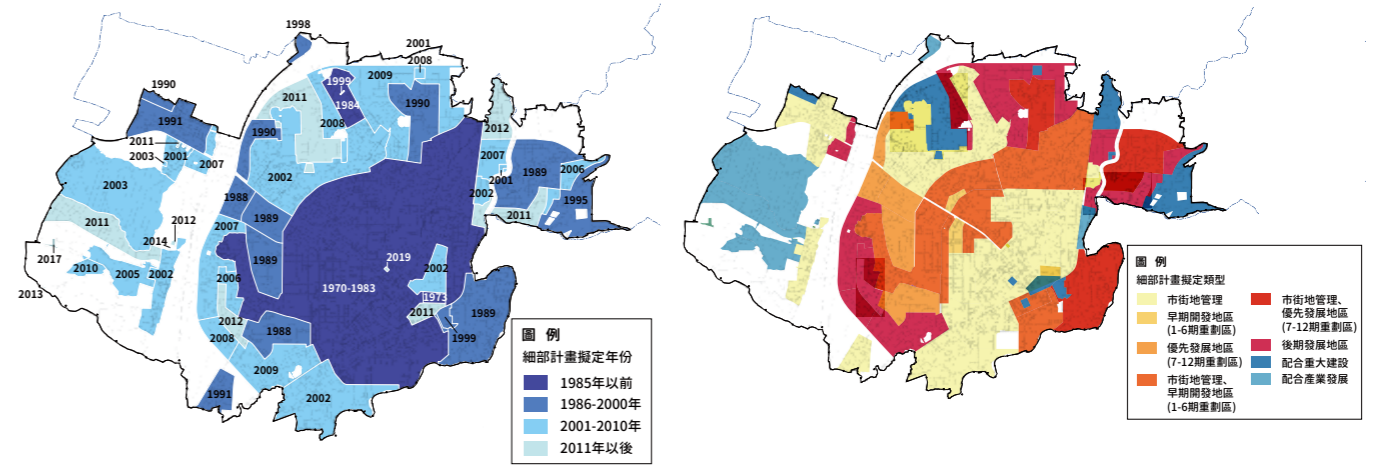 1998
2001
2008
1999
2009
1990
2011
1984
1990
1991
2008
1990
2012
2011
2003
2001
2007
2007
2001
1989
2006
2003
2002
2002
1995
1988
2011
2011
2012
1989
2007
2014
2017
2010
2005
2002
2006
1989
2019
2002
2013
1970-1983
1973
2011
1989
2012
1988
1999
2008
2009
1991
2002
圖 例
細部計畫擬定年份
1985年以前
1986-2000年
2001-2010年
2011年以後
圖 例
細部計畫擬定類型
市街地管理
早期開發地區
(1-6期重劃區)
優先發展地區
(7-12期重劃區)
市街地管理、
早期開發地區
(1-6期重劃區)
市街地管理、
優先發展地區
(7-12期重劃區)
後期發展地區
配合重大建設
配合產業發展